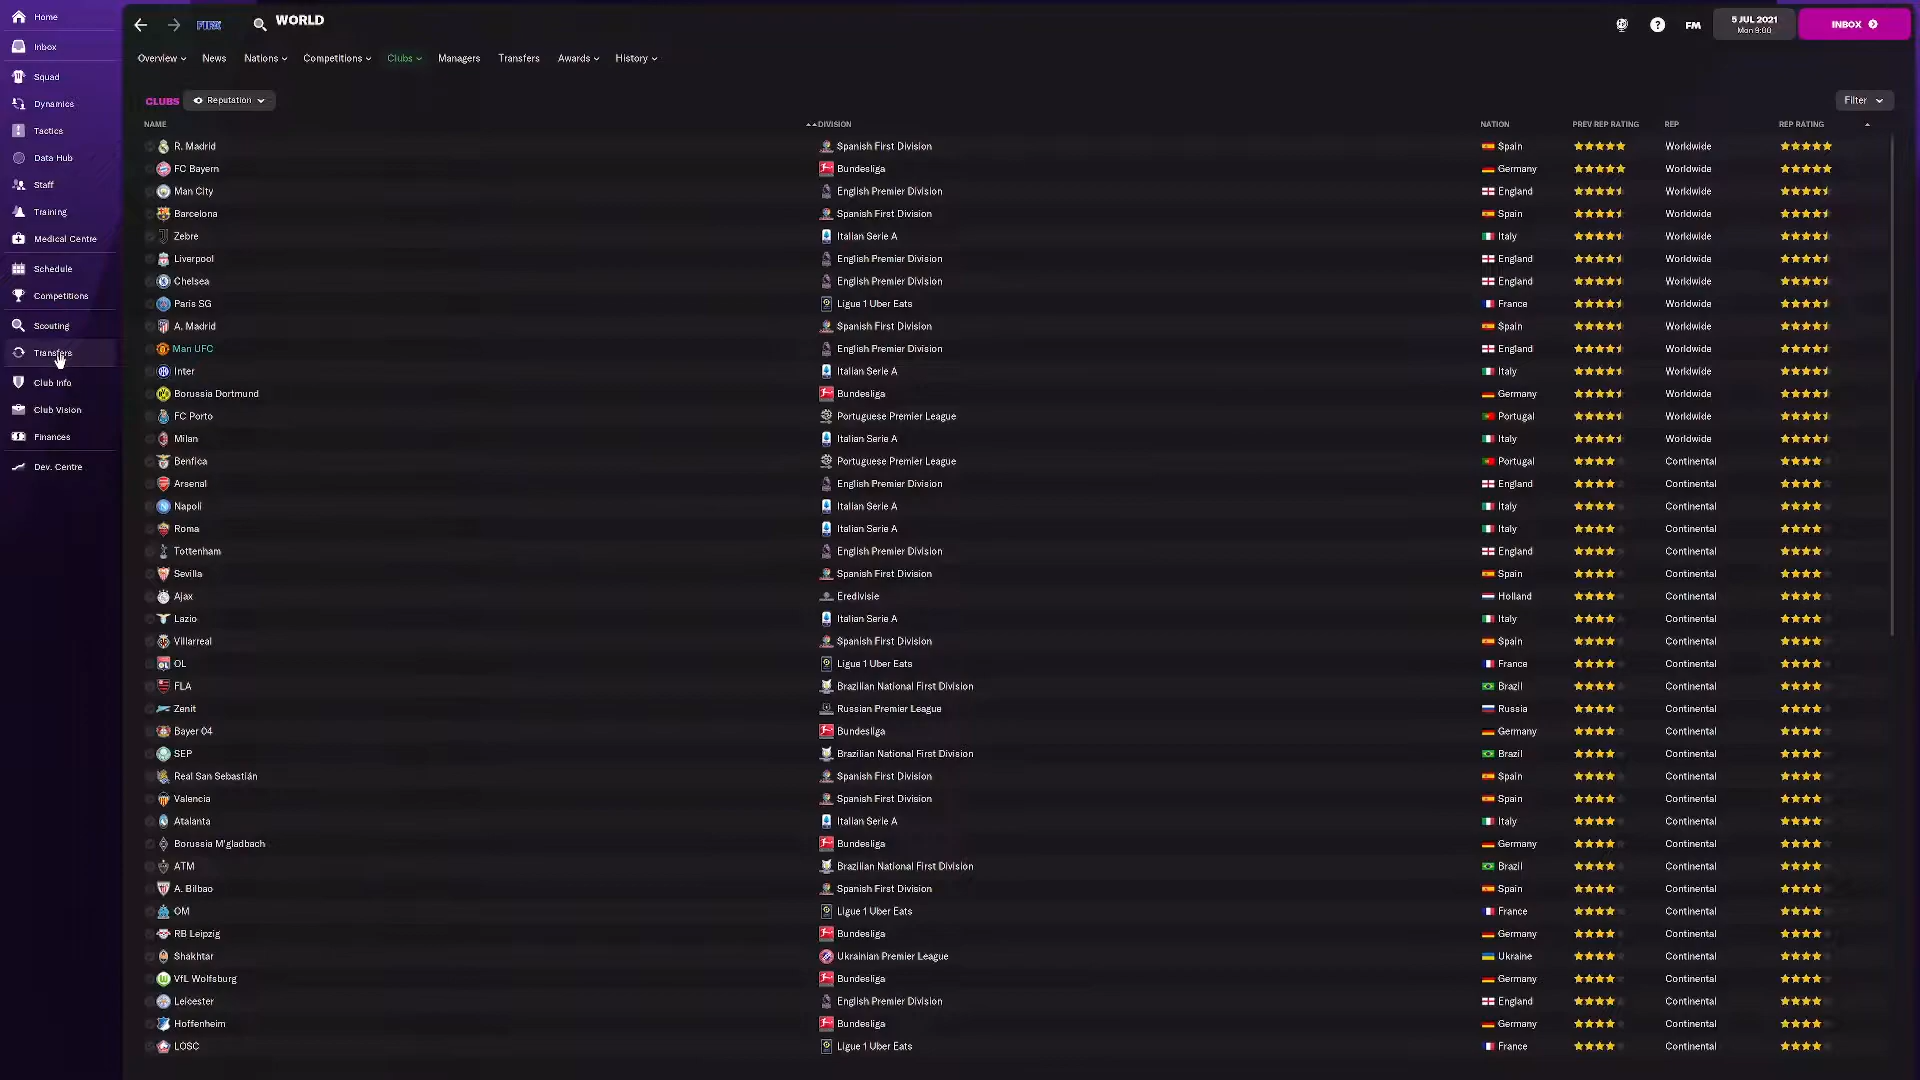 Home
Inbox
Squad
Dynamics
Tactics
Data Hub
Staff
Training
Medical Centre
Schedule
Competitions
Scouting
Transfers
Club Info
Club Vision
Finances
Dev. Centre
FIFA WORLD
FM 5 JUL 2021 Mon 9:00 INBOX
Overview News Nations Competitions Clubs Managers Transfers Awards History
CLUBS Reputation Filter
NAME DIVISION NATION PREV REP RATING REP REP RATING
R. Madrid Spanish First Division Spain Worldwide
FC Bayern Bundesliga Germany Worldwide
Man City English Premier Division England Worldwide
Barcelona Spanish First Division Spain Worldwide
Zebre Italian Serie A Italy Worldwide
Liverpool English Premier Division England Worldwide
Chelsea English Premier Division England Worldwide
Paris SG Ligue 1 Uber Eats France Worldwide
A. Madrid Spanish First Division Spain Worldwide
Man UFC English Premier Division England Worldwide
Inter Italian Serie A Italy Worldwide
Borussia Dortmund Bundesliga Germany Worldwide
FC Porto Portuguese Premier League Portugal Worldwide
Milan Italian Serie A Italy Worldwide
Benfica Portuguese Premier League Portugal Continental
Arsenal English Premier Division England Continental
Napoli Italian Serie A Italy Continental
Roma Italian Serie A Italy Continental
Tottenham English Premier Division England Continental
Sevilla Spanish First Division Spain Continental
Ajax Eredivisie Holland Continental
Lazio Italian Serie A Italy Continental
Villarreal Spanish First Division Spain Continental
OL Ligue 1 Uber Eats France Continental
FLA Brazilian National First Division Brazil Continental
Zenit Russian Premier League Russia Continental
Bayer 04 Bundesliga Germany Continental
SEP Brazilian National First Division Brazil Continental
Real San Sebastián Spanish First Division Spain Continental
Valencia Spanish First Division Spain Continental
Atalanta Italian Serie A Italy Continental
Borussia M'gladbach Bundesliga Germany Continental
ATM Brazilian National First Division Brazil Continental
A. Bilbao Spanish First Division Spain Continental
OM Ligue 1 Uber Eats France Continental
RB Leipzig Bundesliga Germany Continental
Shakhtar Ukrainian Premier League Ukraine Continental
VfL Wolfsburg Bundesliga Germany Continental
Leicester English Premier Division England Continental
Hoffenheim Bundesliga Germany Continental
LOSC Ligue 1 Uber Eats France Continental